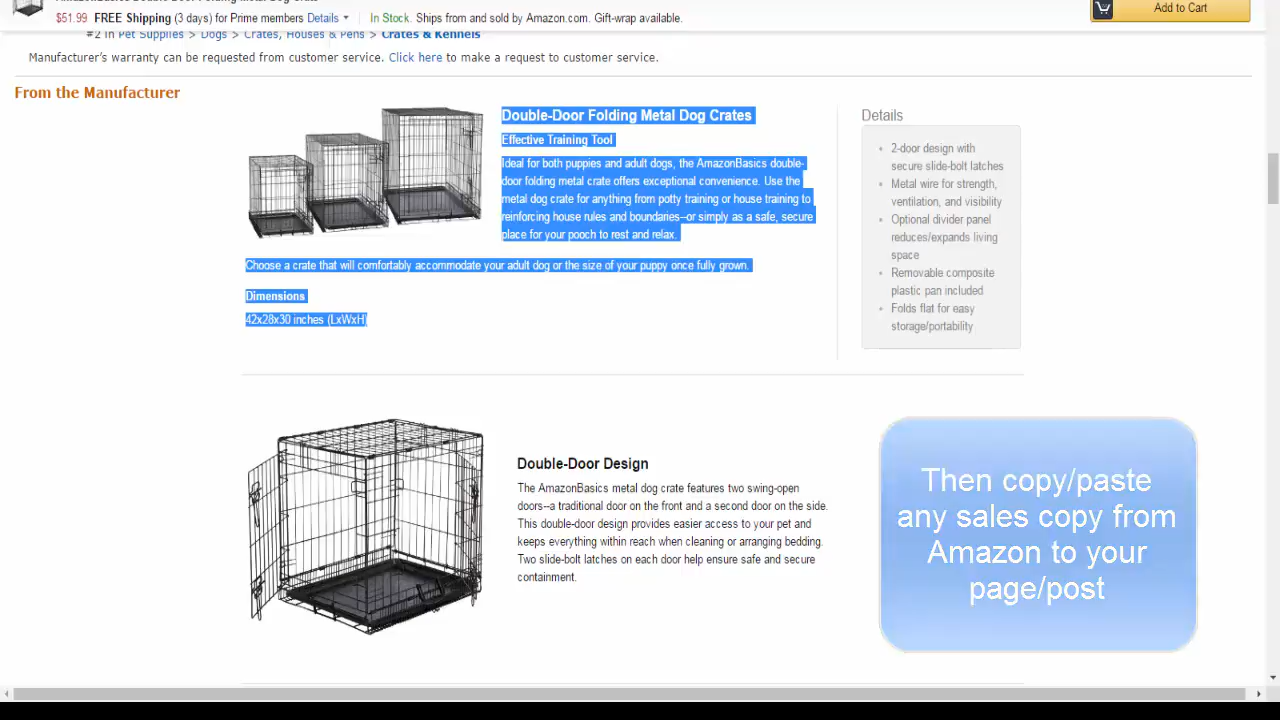 $51.99 FREE Shipping (3 days) for Prime members Details In Stock. Ships from and sold by Amazon.com. Gift-wrap available.
Add to Cart
#2 in Pet Supplies > Dogs > Crates, Houses & Pens > Crates & Kennels
Manufacturer's warranty can be requested from customer service. Click here to make a request to customer service.
From the Manufacturer
Double-Door Folding Metal Dog Crates
Effective Training Tool
Ideal for both puppies and adult dogs, the AmazonBasics double-
door folding metal crate offers exceptional convenience. Use the
metal dog crate for anything from potty training or house training to
reinforcing house rules and boundaries--or simply as a safe, secure
place for your pooch to rest and relax.
Choose a crate that will comfortably accommodate your adult dog or the size of your puppy once fully grown.
Dimensions
42x28x30 inches (LxWxH)
Details
• 2-door design with
secure slide-bolt latches
• Metal wire for strength,
ventilation, and visibility
• Optional divider panel
reduces/expands living
space
• Removable composite
plastic pan included
• Folds flat for easy
storage/portability
Double-Door Design
The AmazonBasics metal dog crate features two swing-open
doors--a traditional door on the front and a second door on the side.
This double-door design provides easier access to your pet and
keeps everything within reach when cleaning or arranging bedding.
Two slide-bolt latches on each door help ensure safe and secure
containment.
Then copy/paste
any sales copy from
Amazon to your
page/post